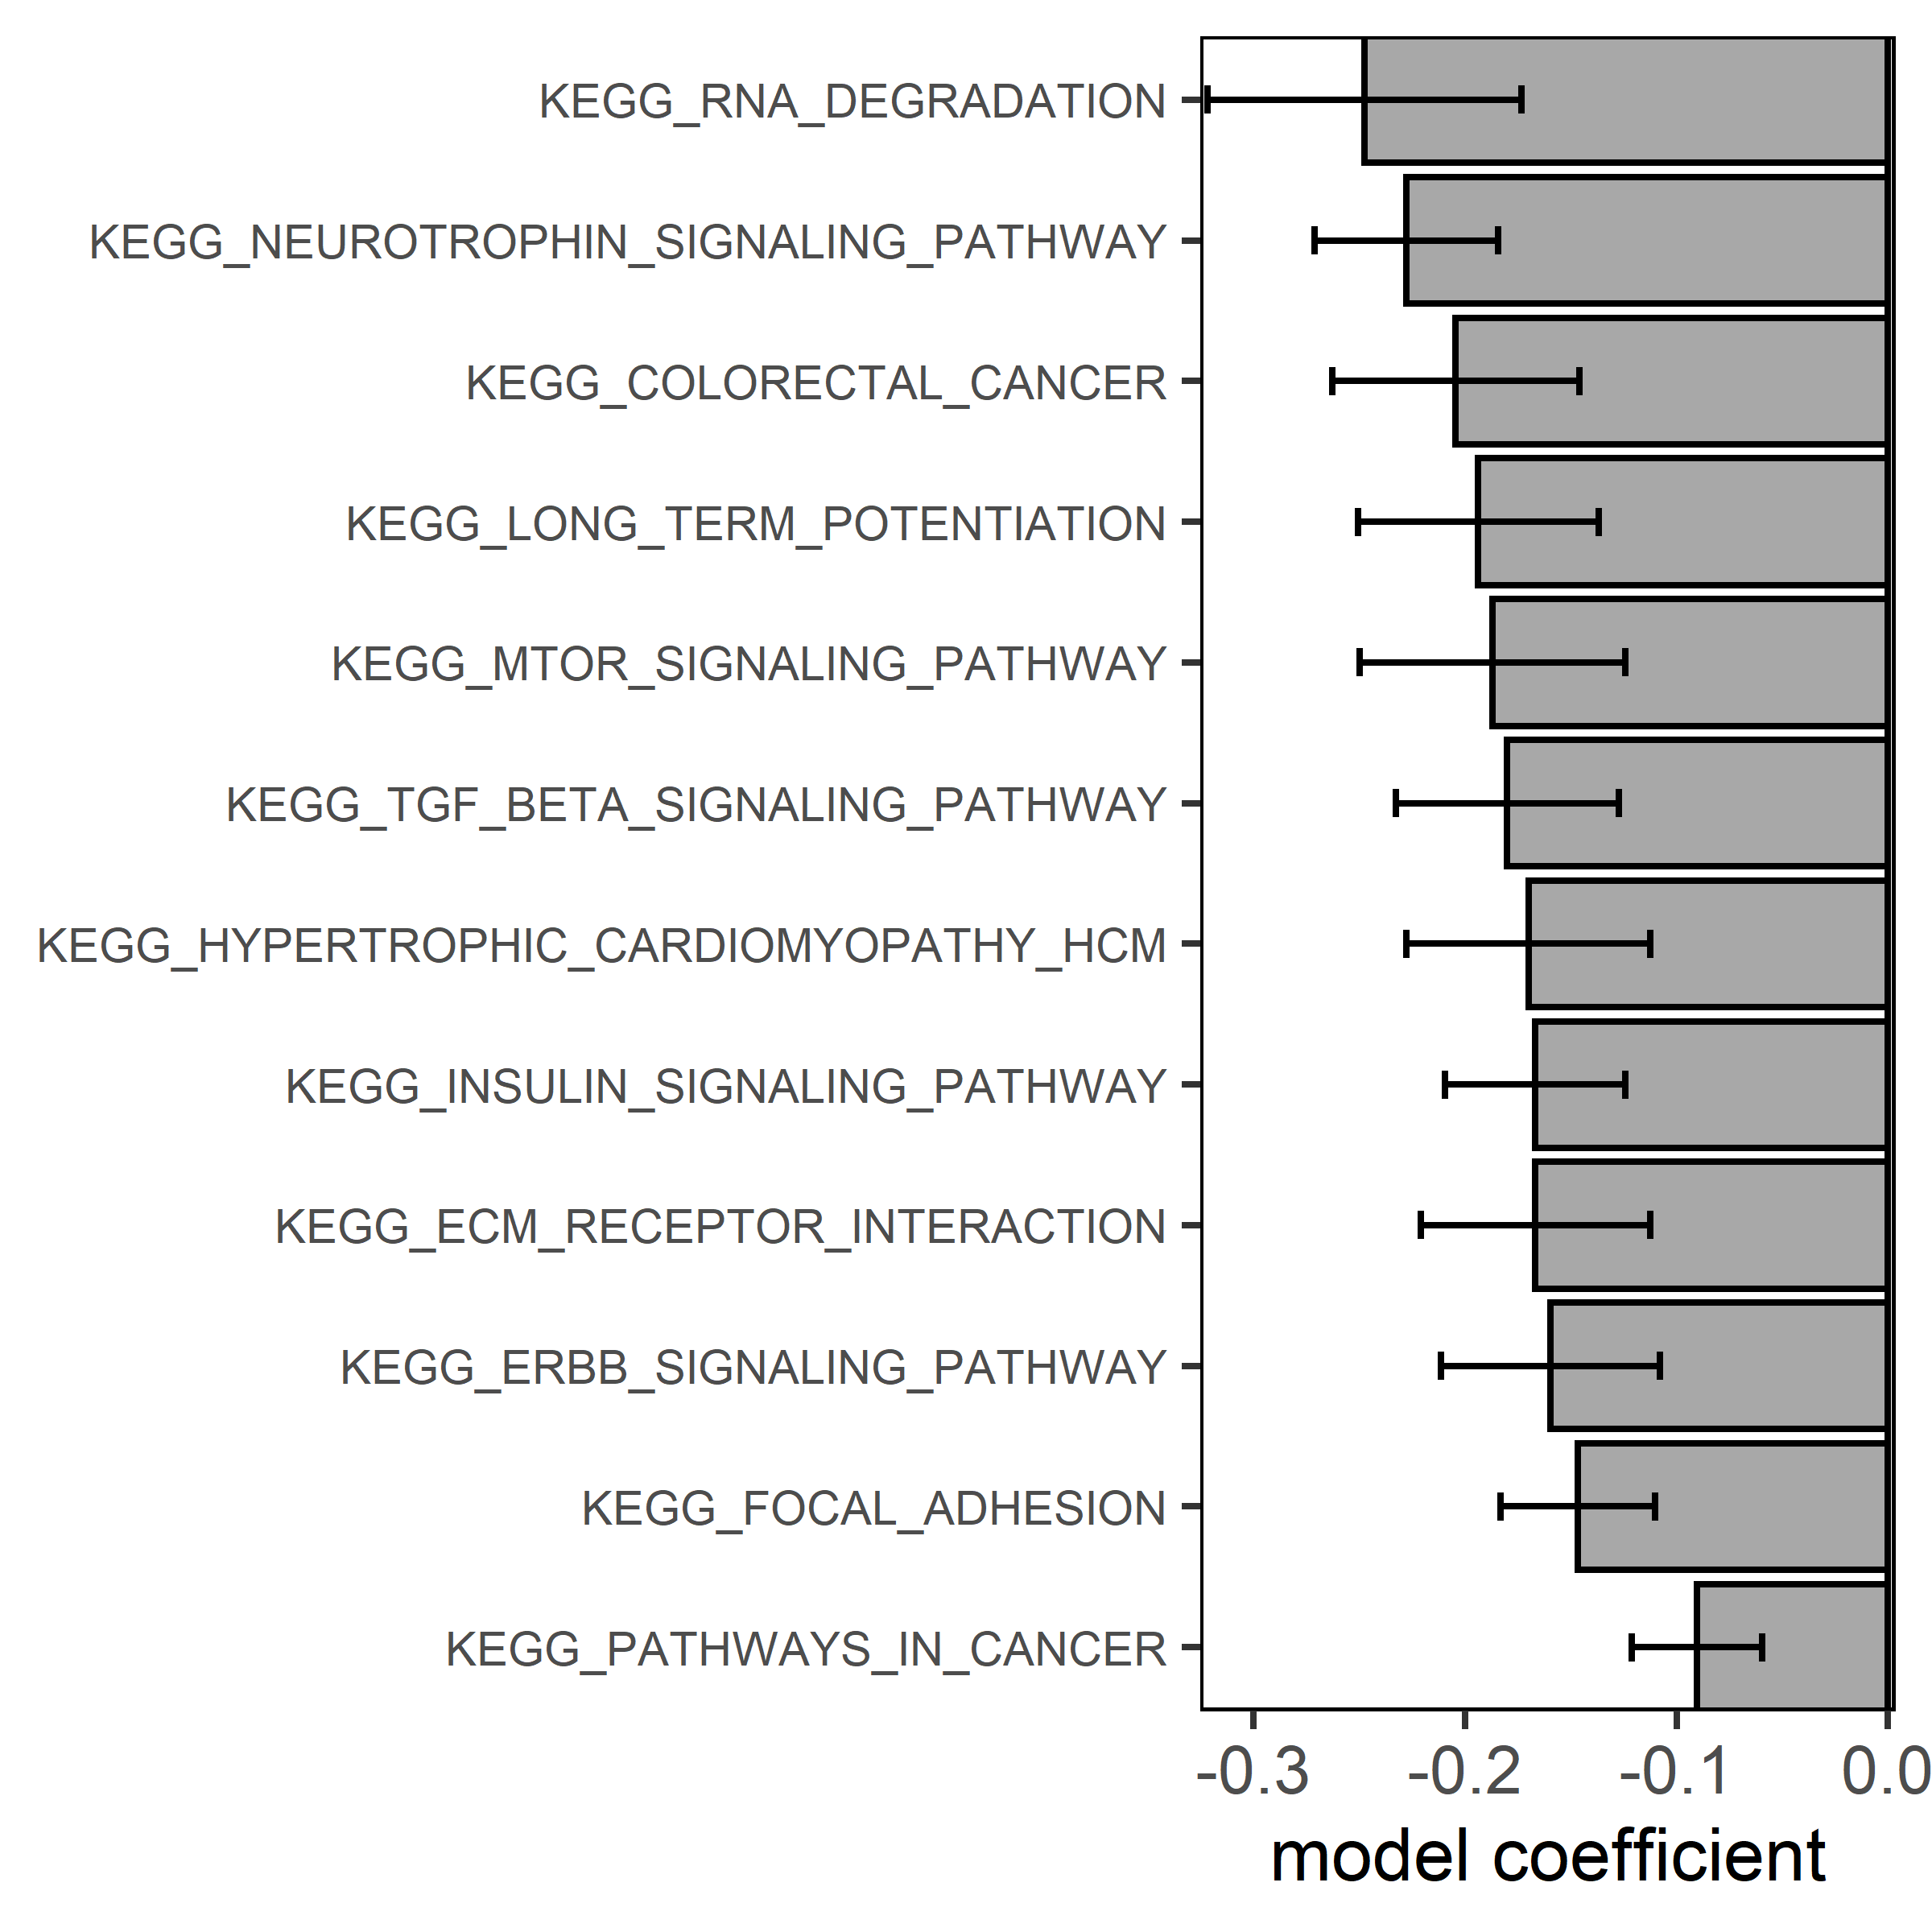 KEGG_RNA_DEGRADATION
KEGG_NEUROTROPHIN_SIGNALING_PATHWAY
KEGG_COLORECTAL_CANCER
KEGG_LONG_TERM_POTENTIATION
KEGG_MTOR_SIGNALING_PATHWAY
KEGG_TGF_BETA_SIGNALING_PATHWAY
KEGG_HYPERTROPHIC_CARDIOMYOPATHY_HCM
KEGG_INSULIN_SIGNALING_PATHWAY
KEGG_ECM_RECEPTOR_INTERACTION
KEGG_ERBB_SIGNALING_PATHWAY
KEGG_FOCAL_ADHESION
KEGG_PATHWAYS_IN_CANCER
-0.3 -0.2 -0.1 0.0
model coefficient